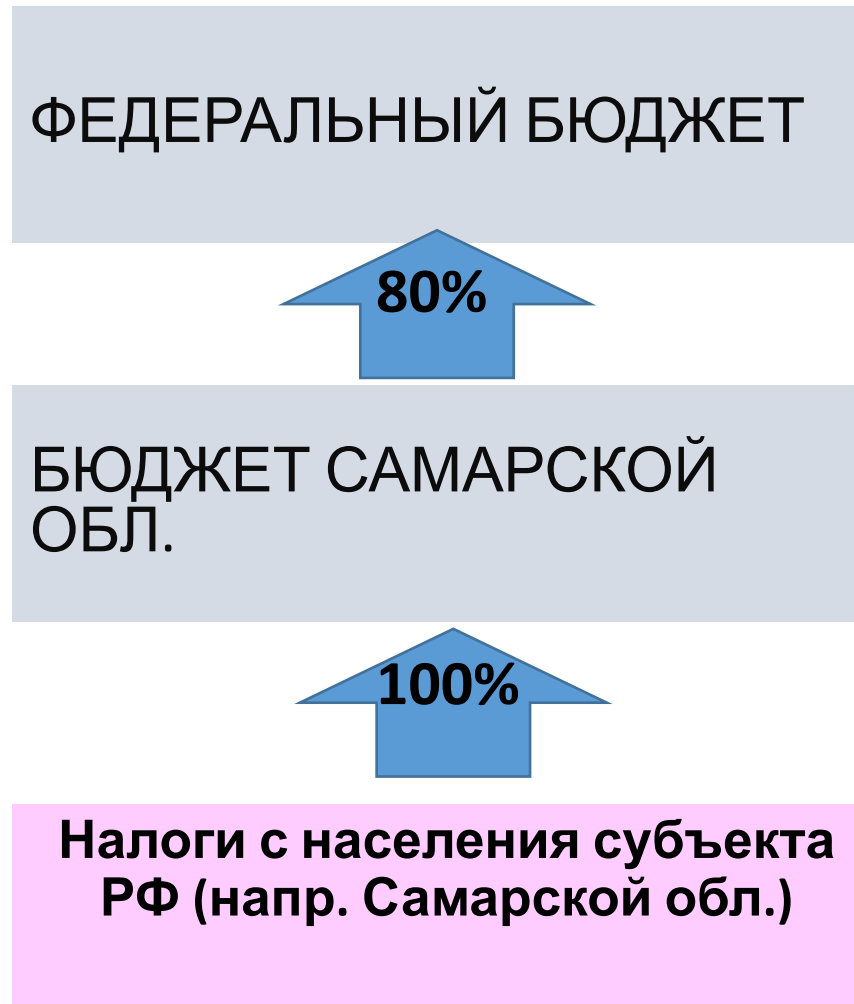 ФЕДЕРАЛЬНЫЙ БЮДЖЕТ
80%
БЮДЖЕТ САМАРСКОЙ
ОБЛ.
100%
Налоги с населения субъекта
РФ (напр. Самарской обл.)